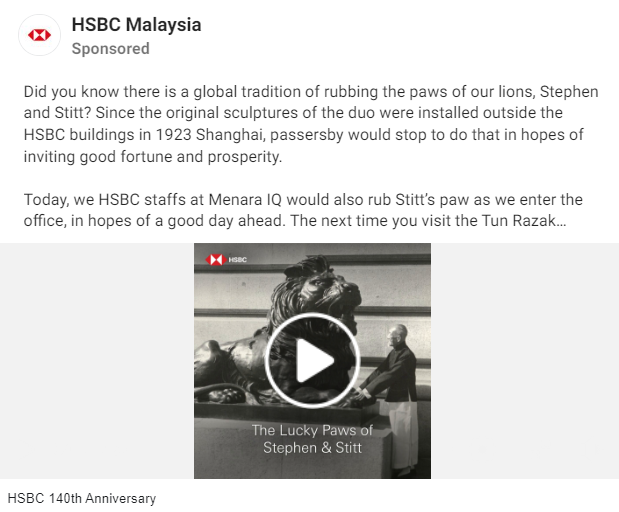 HSBC Malaysia
Sponsored
Did you know there is a global tradition of rubbing the paws of our lions, Stephen
and Stitt? Since the original sculptures of the duo were installed outside the
HSBC buildings in 1923 Shanghai, passersby would stop to do that in hopes of
inviting good fortune and prosperity.
Today, we HSBC staffs at Menara IQ would also rub Stitt’s paw as we enter the
office, in hopes of a good day ahead. The next time you visit the Tun Razak…
HSBC
The Lucky Paws of
Stephen & Stitt
HSBC 140th Anniversary